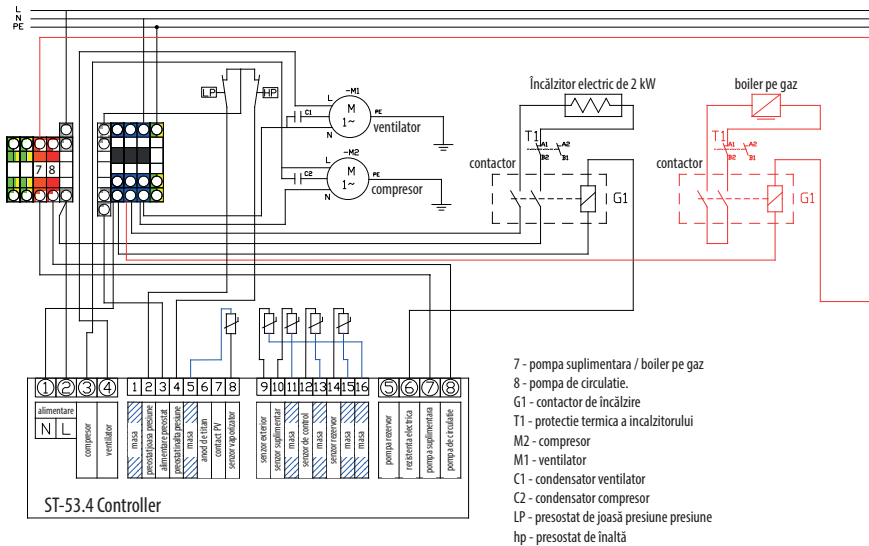 L
N
PE
LP
HP
L
C1
N
-M1
M
1~
PE
ventilator
L
C2
N
-M2
M
1~
PE
compresor
Încălzitor electric de 2 kW
T1
A1 A2
B2 B1
contactor
G1
boiler pe gaz
T1
A1 A2
B2 B1
contactor
G1
7 8
1 2 3 4
1 2 3 4 5 6 7 8
9 10 11 12 13 14 15 16
5 6 7 8
alimentare
N L
compresor
ventilator
masa
preostat joasa presiune
alimentare preostat
preostat inalta presiune
masa
anod de titan
contact PV
senzor vapolizator
senzor exterior
senzor suplimentar
masa
senzor de control
masa
senzor rezervor
masa
masa
pompa rezervor
rezistenta electrica
pompa suplimentara
pompa de circulatie
ST-53.4 Controller
7 - pompa suplimentara / boiler pe gaz
8 - pompa de circulatie.
G1 - contactor de încălzire
T1 - protectie termica a incalzitorului
M2 - compresor
M1 - ventilator
C1 - condensator ventilator
C2 - condensator compresor
LP - presostat de joasă presiune presiune
hp - presostat de înaltă